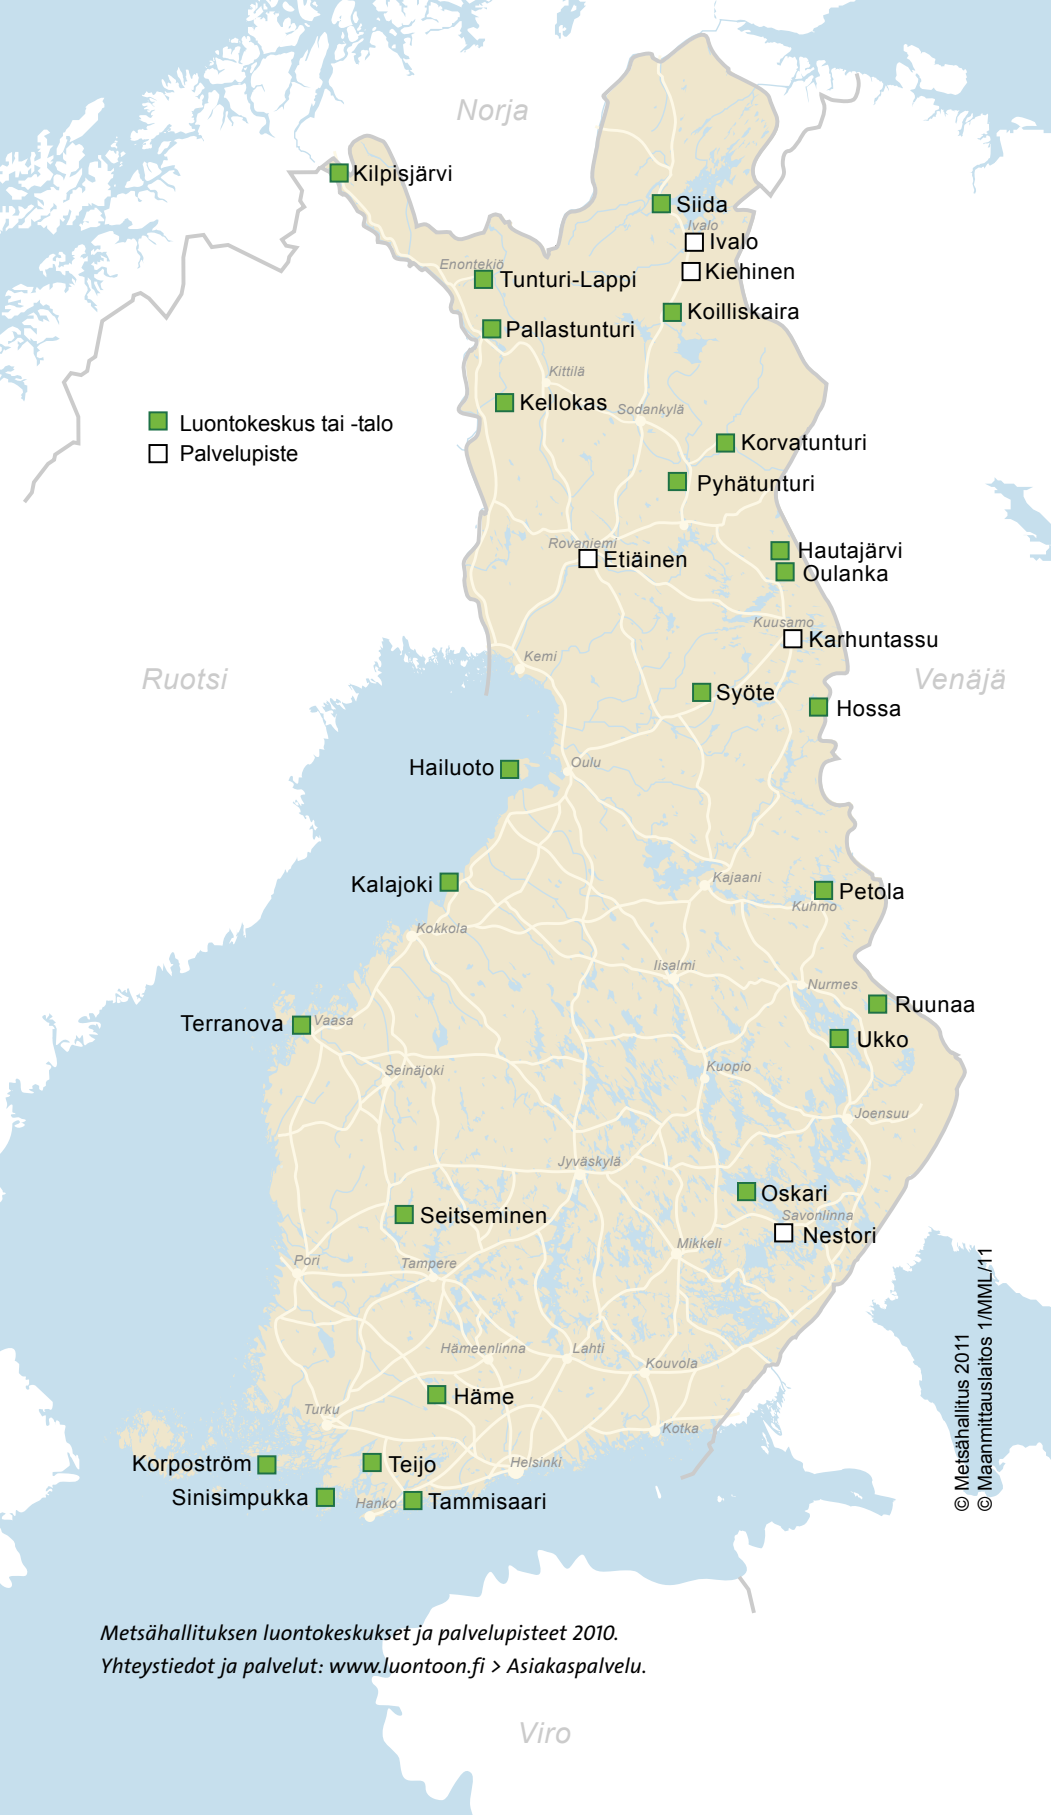 Norja
Kilpisjärvi
Siida
Ivalo
Ivalo
Enontekiö
Kiehinen
Tunturi-Lappi
Koilliskaira
Pallastunturi
Kittilä
Kellokas
Sodankylä
Luontokeskus tai -talo
Korvatunturi
Palvelupiste
Pyhätunturi
Rovaniemi
Hautajärvi
Etiäinen
Oulanka
Kuusamo
Karhuntassu
Kemi
Ruotsi
Venäjä
Syöte
Hossa
Oulu
Hailuoto
Kajaani
Kalajoki
Petola
Kuhmo
Kokkola
Iisalmi
Nurmes
Ruunaa
Terranova
Vaasa
Ukko
Kuopio
Seinäjoki
Joensuu
Jyväskylä
Oskari
Seitseminen
Savonlinna
Nestori
Mikkeli
Pori
Tampere
Hämeenlinna
Lahti
Kouvola
Häme
Turku
Kotka
Korpoström
Teijo
Helsinki
Sinisimpukka
Hanko
Tammisaari
© Metsähallitus 2011
© Maanmittauslaitos 1/MML/11
Metsähallituksen luontokeskukset ja palvelupisteet 2010.
Yhteystiedot ja palvelut: www.luontoon.fi > Asiakaspalvelu.
Viro